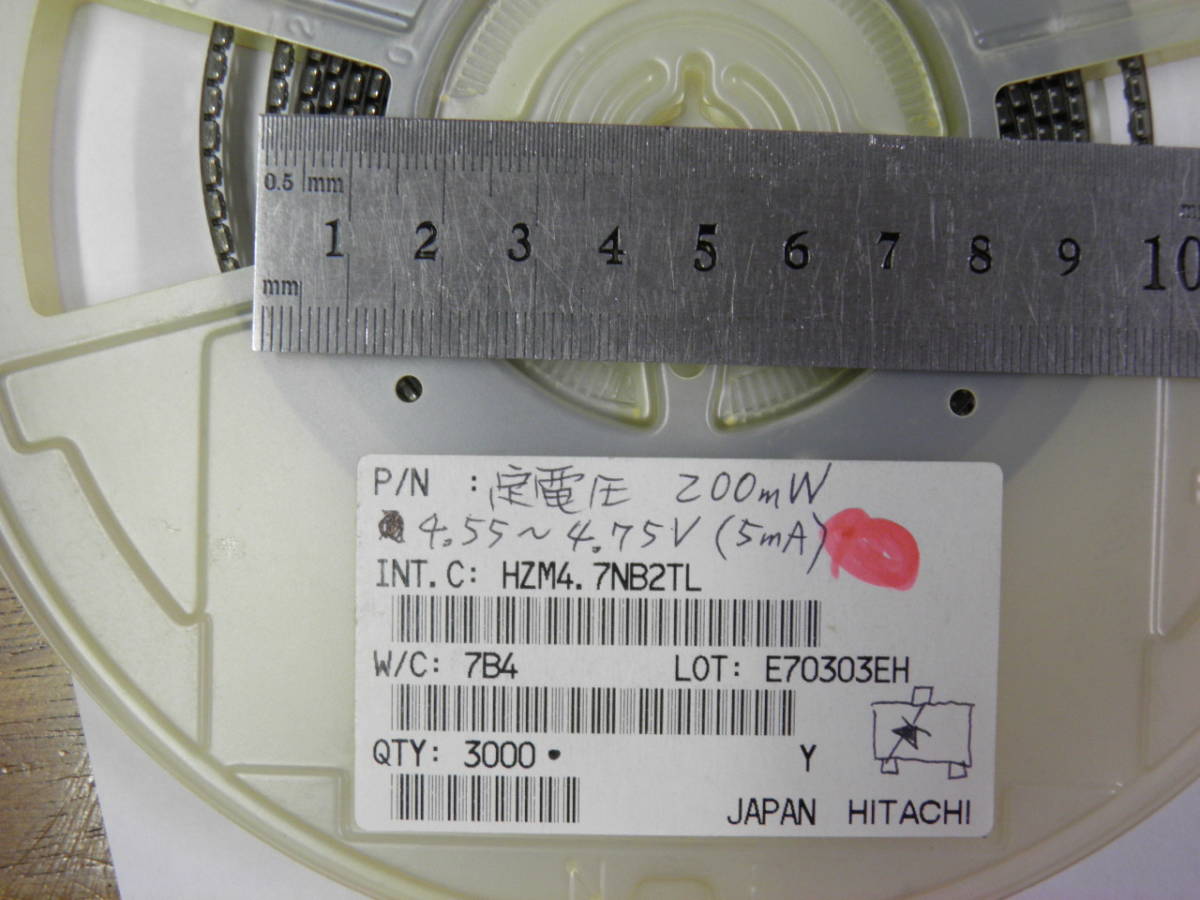 0.5 mm
1 2 3 4 5 6 7 8 9 10
mm
P/N : 定電圧 200mW
4.55~4.75V (5mA)
INT.C: HZM4.7NB2TL
W/C: 7B4 LOT: E70303EH
QTY: 3000 Y
JAPAN HITACHI